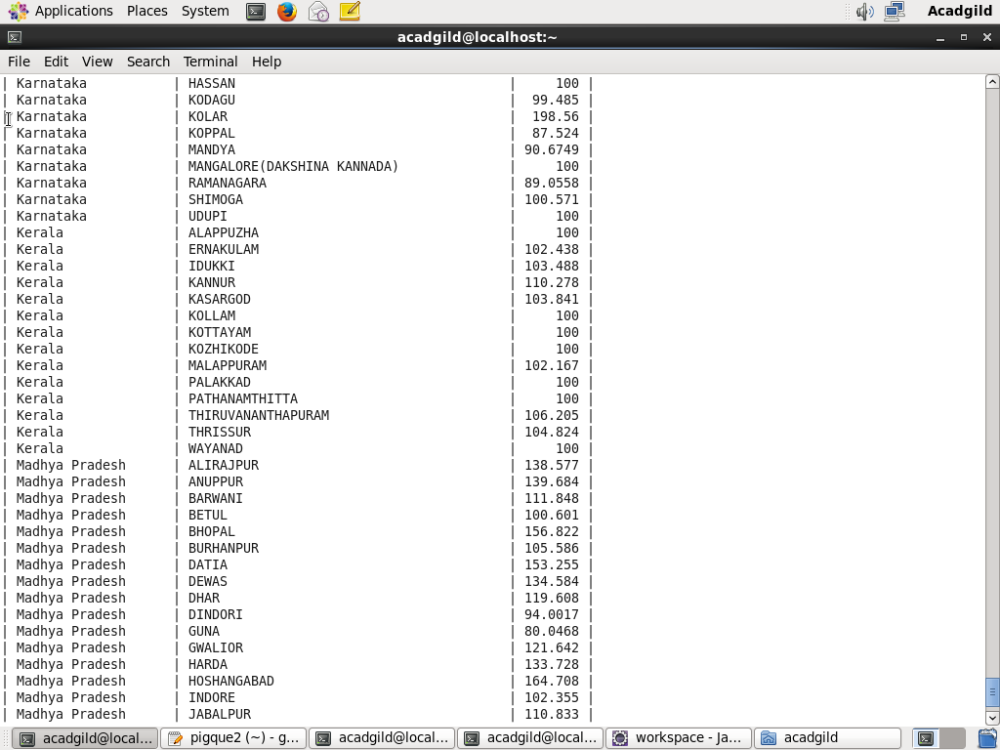 Applications Places System Acadgild
acadgild@localhost:~
File Edit View Search Terminal Help
| Karnataka | HASSAN | 100 |
| Karnataka | KODAGU | 99.485 |
| Karnataka | KOLAR | 198.56 |
| Karnataka | KOPPAL | 87.524 |
| Karnataka | MANDYA | 90.6749 |
| Karnataka | MANGALORE(DAKSHINA KANNADA) | 100 |
| Karnataka | RAMANAGARA | 89.0558 |
| Karnataka | SHIMOGA | 100.571 |
| Karnataka | UDUPI | 100 |
| Kerala | ALAPPUZHA | 100 |
| Kerala | ERNAKULAM | 102.438 |
| Kerala | IDUKKI | 103.488 |
| Kerala | KANNUR | 110.278 |
| Kerala | KASARGOD | 103.841 |
| Kerala | KOLLAM | 100 |
| Kerala | KOTTAYAM | 100 |
| Kerala | KOZHIKODE | 100 |
| Kerala | MALAPPURAM | 102.167 |
| Kerala | PALAKKAD | 100 |
| Kerala | PATHANAMTHITTA | 100 |
| Kerala | THIRUVANANTHAPURAM | 106.205 |
| Kerala | THRISSUR | 104.824 |
| Kerala | WAYANAD | 100 |
| Madhya Pradesh | ALIRAJPUR | 138.577 |
| Madhya Pradesh | ANUPPUR | 139.684 |
| Madhya Pradesh | BARWANI | 111.848 |
| Madhya Pradesh | BETUL | 100.601 |
| Madhya Pradesh | BHOPAL | 156.822 |
| Madhya Pradesh | BURHANPUR | 105.586 |
| Madhya Pradesh | DATIA | 153.255 |
| Madhya Pradesh | DEWAS | 134.584 |
| Madhya Pradesh | DHAR | 119.608 |
| Madhya Pradesh | DINDORI | 94.0017 |
| Madhya Pradesh | GUNA | 80.0468 |
| Madhya Pradesh | GWALIOR | 121.642 |
| Madhya Pradesh | HARDA | 133.728 |
| Madhya Pradesh | HOSHANGABAD | 164.708 |
| Madhya Pradesh | INDORE | 102.355 |
| Madhya Pradesh | JABALPUR | 110.833 |
acadgild@local... pigque2 (~) - g... acadgild@local... acadgild@local... workspace - Ja... acadgild